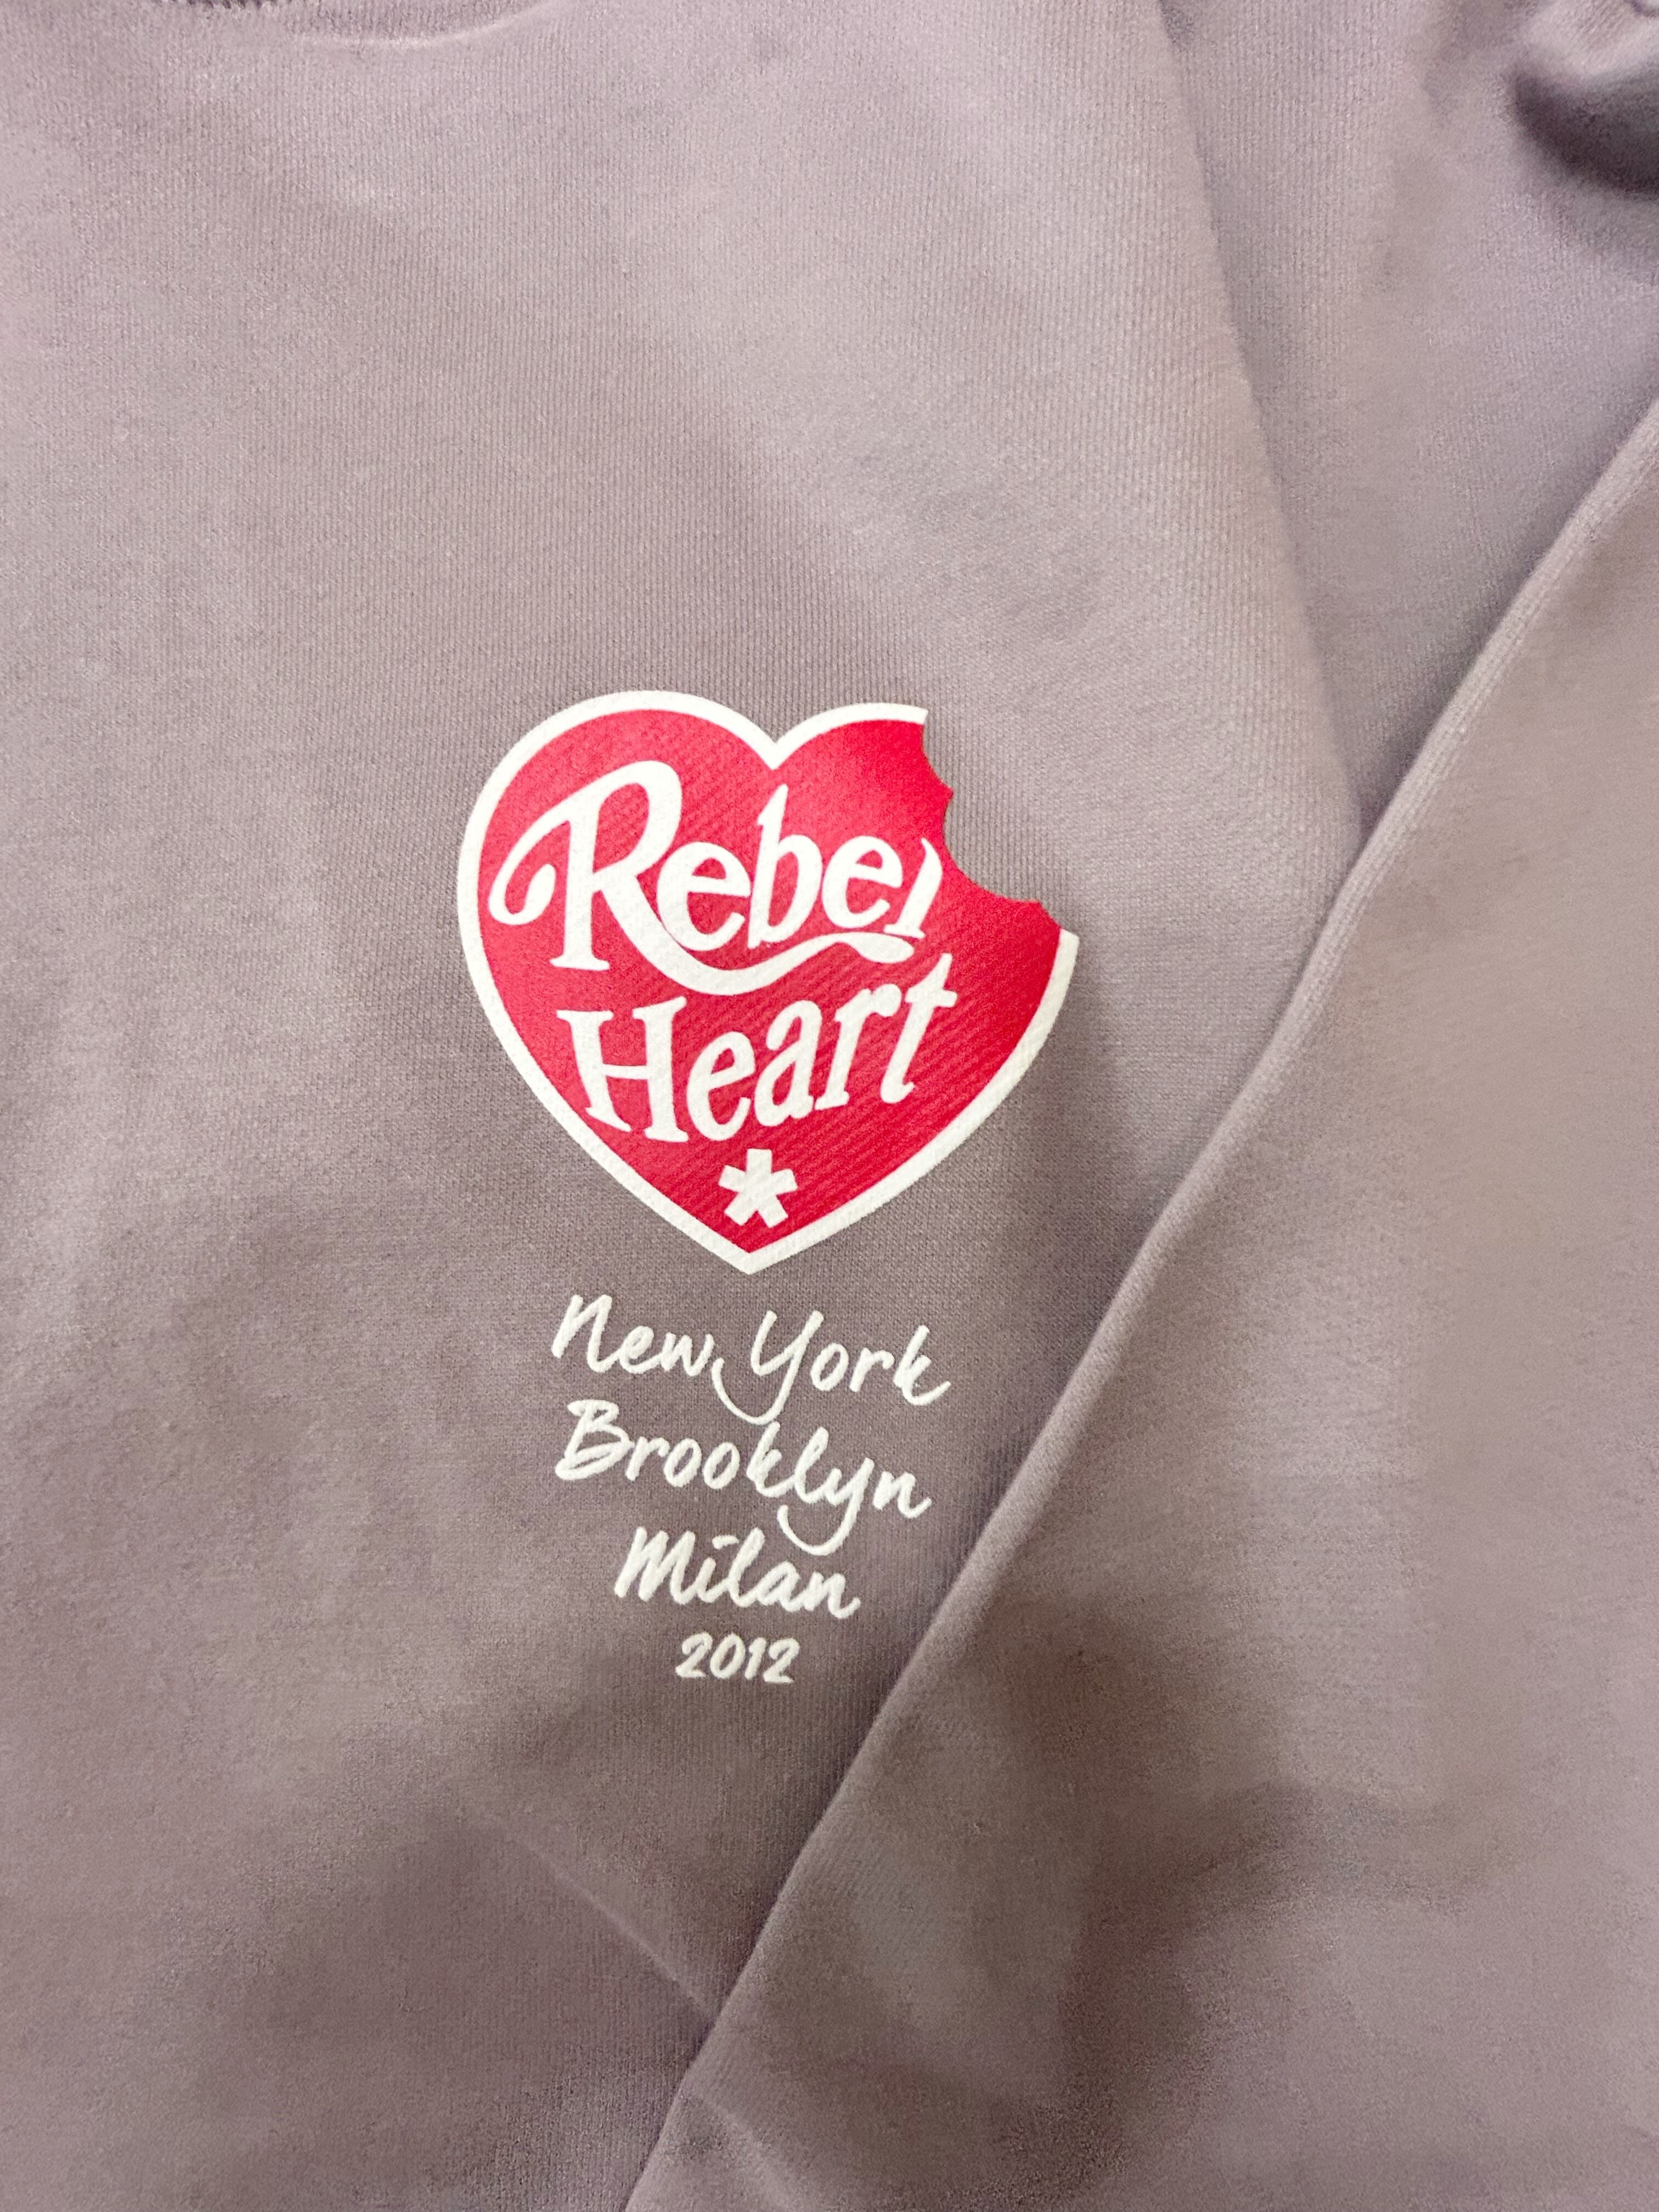 Rebel
Heart
*
New York
Brooklyn
Milan
2012